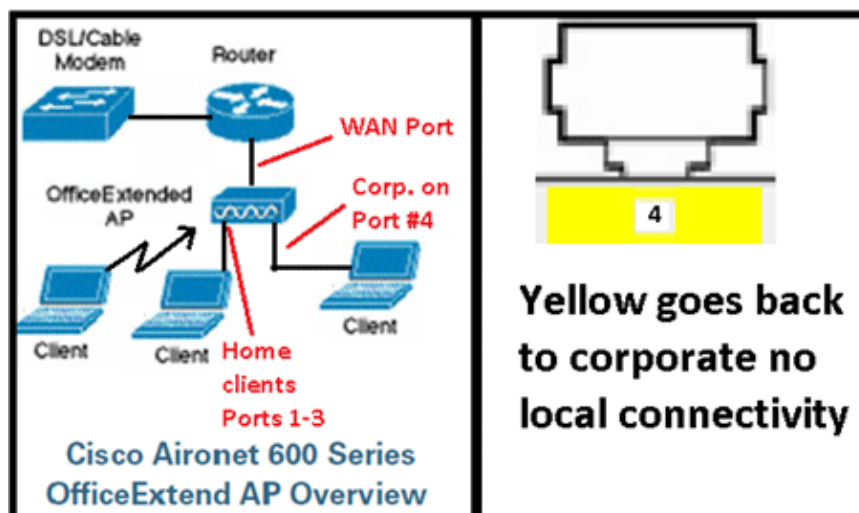 DSL/Cable
Modem
Router
WAN Port
OfficeExtended
AP
Corp. on
Port #4
Client
Client
Client
Home
clients
Ports 1-3
Cisco Aironet 600 Series
OfficeExtend AP Overview
4
Yellow goes back
to corporate no
local connectivity